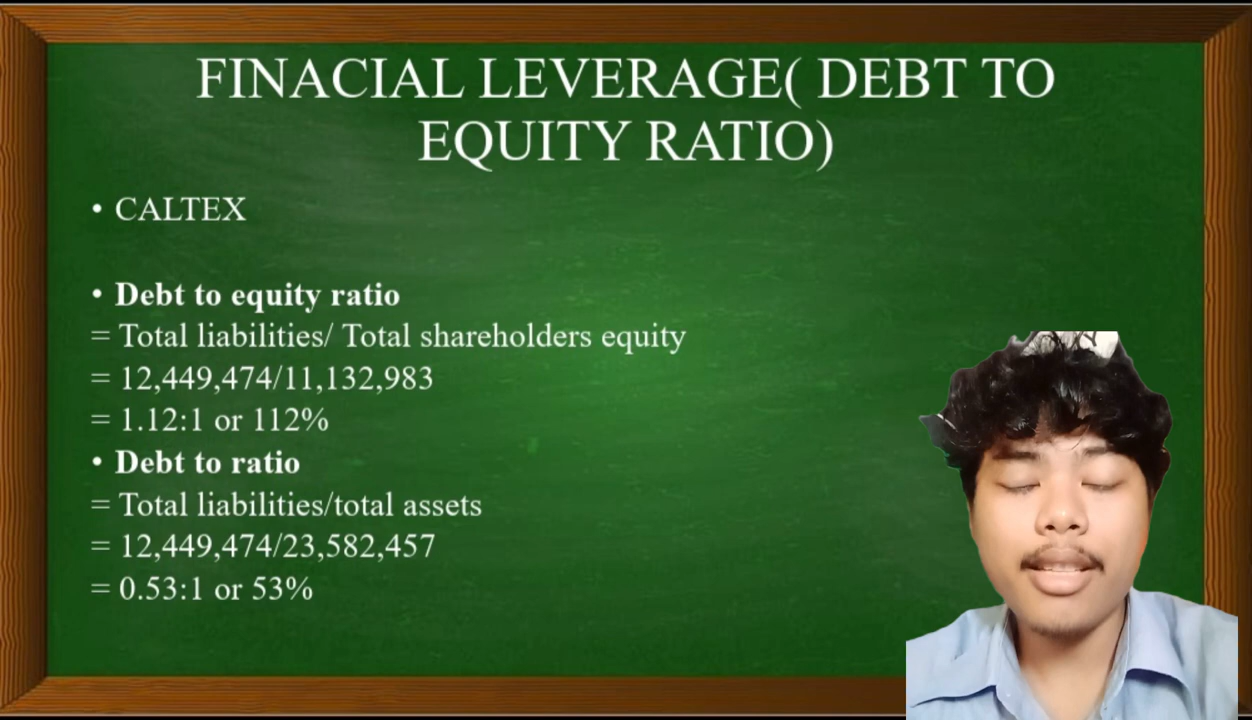 FINACIAL LEVERAGE( DEBT TO
EQUITY RATIO)
• CALTEX
• Debt to equity ratio
= Total liabilities/ Total shareholders equity
= 12,449,474/11,132,983
= 1.12:1 or 112%
• Debt to ratio
= Total liabilities/total assets
= 12,449,474/23,582,457
= 0.53:1 or 53%